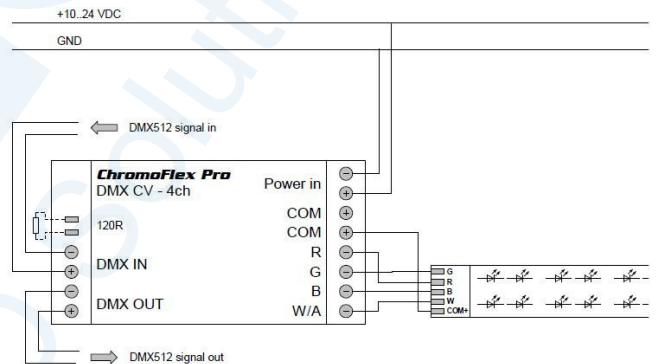 +10..24 VDC
GND
DMX512 signal in
ChromoFlex Pro
DMX CV - 4ch
Power in
COM
120R
COM
R
DMX IN
G
B
DMX OUT
W/A
G
R
B
W
COM+
DMX512 signal out